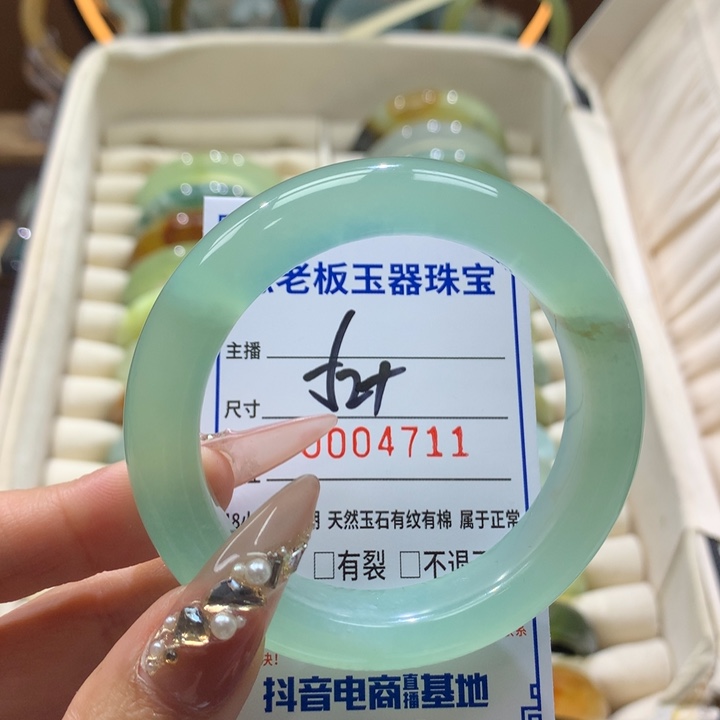 老板玉器珠宝
主播
尺寸
0004711
天然玉石有纹有棉 属于正常
□有裂 □不退
抖音电商直播基地